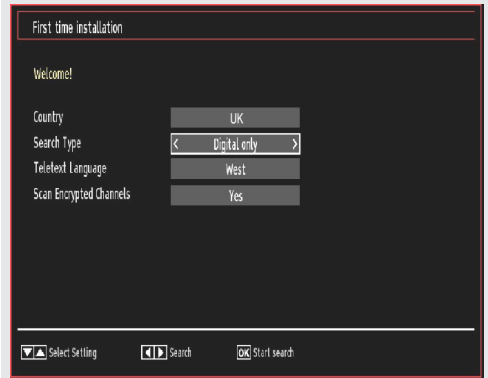 First time installation
Welcome!
Country UK
Search Type < Digital only >
Teletext Language West
Scan Encrypted Channels Yes
▼▲ Select Setting ◀▶ Search OK Start search